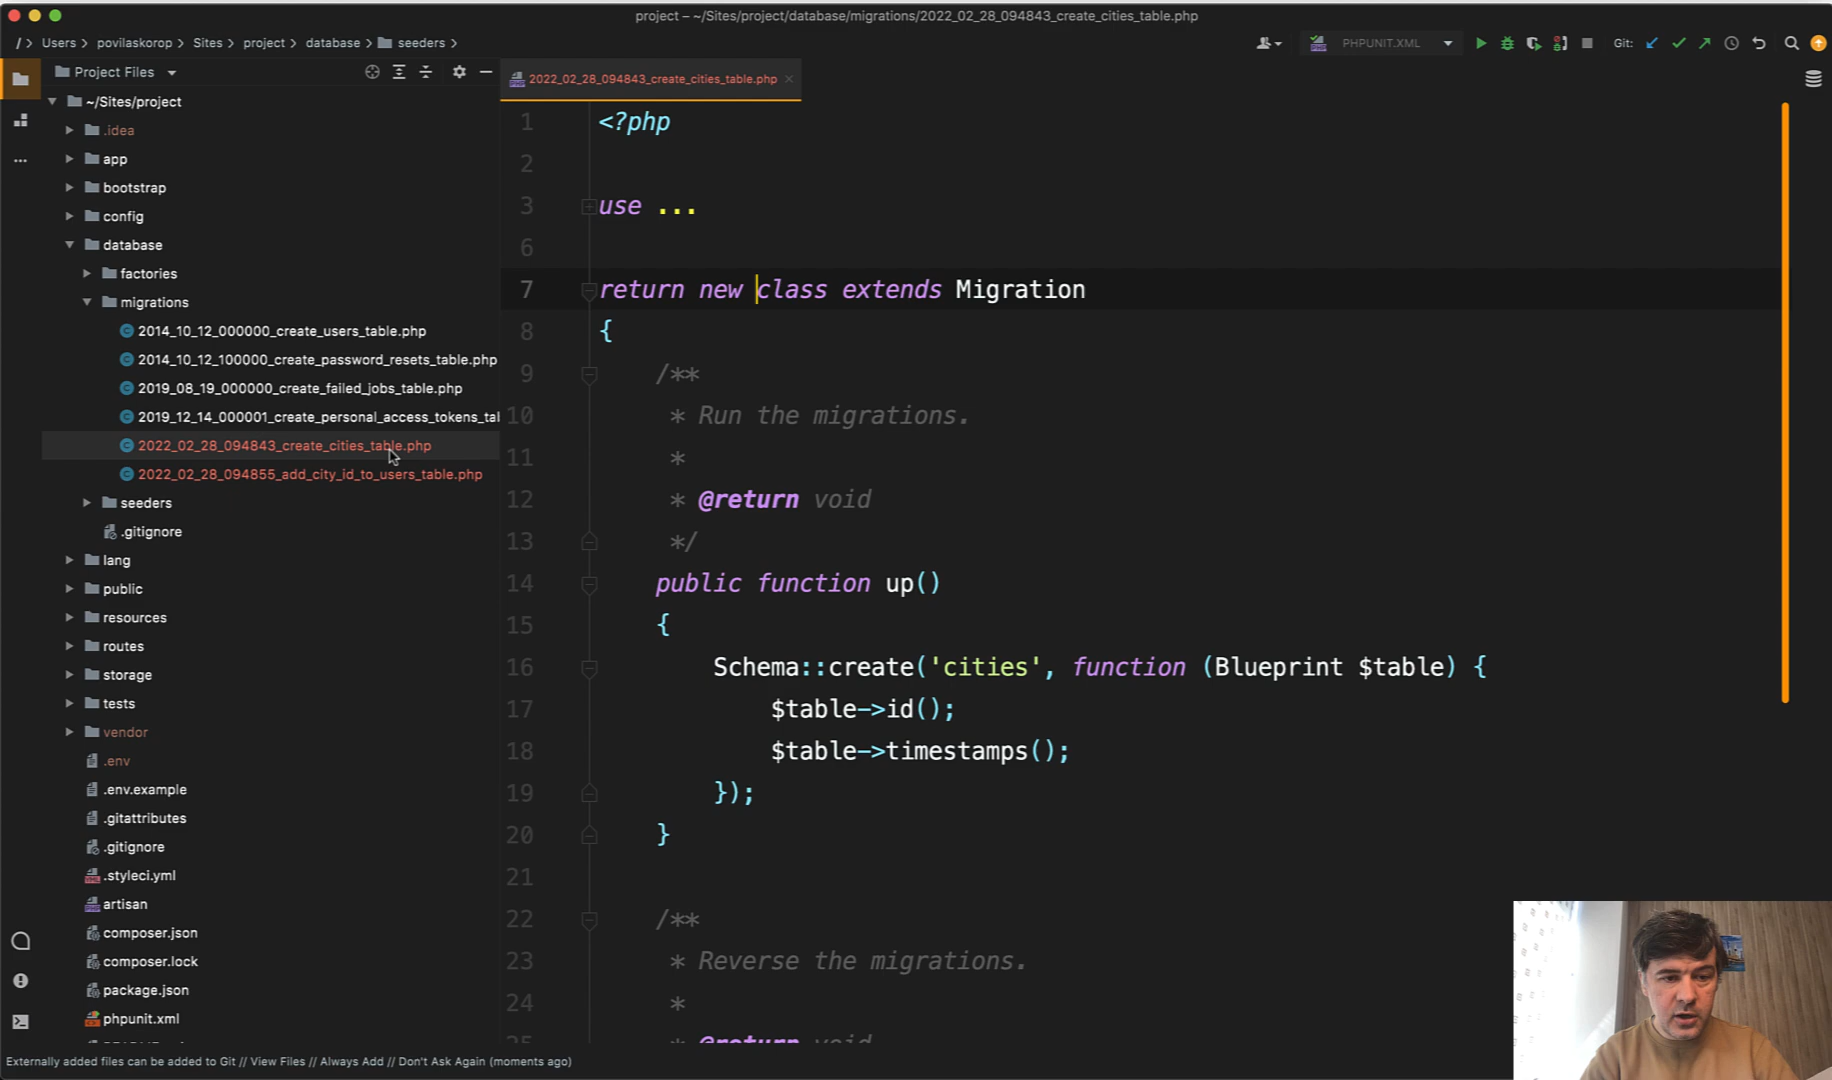 project – ~/Sites/project/database/migrations/2022_02_28_094843_create_cities_table.php
/ > Users > povilaskorop > Sites > project > database > seeders >
PHPUNIT.XML
Git:
Project Files
2022_02_28_094843_create_cities_table.php
~/Sites/project
.idea
app
bootstrap
config
database
factories
migrations
2014_10_12_000000_create_users_table.php
2014_10_12_100000_create_password_resets_table.php
2019_08_19_000000_create_failed_jobs_table.php
2019_12_14_000001_create_personal_access_tokens_tal
2022_02_28_094843_create_cities_table.php
2022_02_28_094855_add_city_id_to_users_table.php
seeders
.gitignore
lang
public
resources
routes
storage
tests
vendor
.env
.env.example
.gitattributes
.gitignore
.styleci.yml
artisan
composer.json
composer.lock
package.json
phpunit.xml
1 <?php
2
3 use ...
6
7 return new class extends Migration
8 {
9 /**
10 * Run the migrations.
11 *
12 * @return void
13 */
14 public function up()
15 {
16 Schema::create('cities', function (Blueprint $table) {
17 $table->id();
18 $table->timestamps();
19 });
20 }
21
22 /**
23 * Reverse the migrations.
24 *
25 * @return void
Externally added files can be added to Git // View Files // Always Add // Don't Ask Again (moments ago)